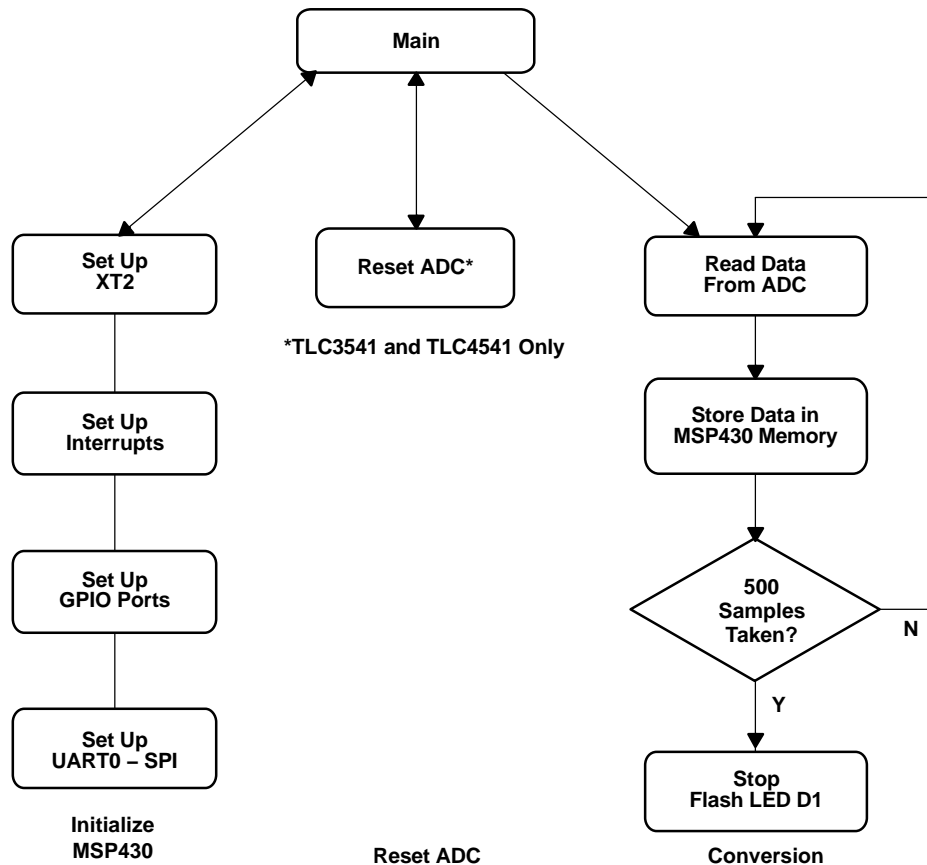 Main
Set Up
XT2
Reset ADC*
*TLC3541 and TLC4541 Only
Read Data
From ADC
Set Up
Interrupts
Store Data in
MSP430 Memory
Set Up
GPIO Ports
500
Samples
Taken?
N
Y
Set Up
UART0 – SPI
Stop
Flash LED D1
Initialize
MSP430
Reset ADC
Conversion